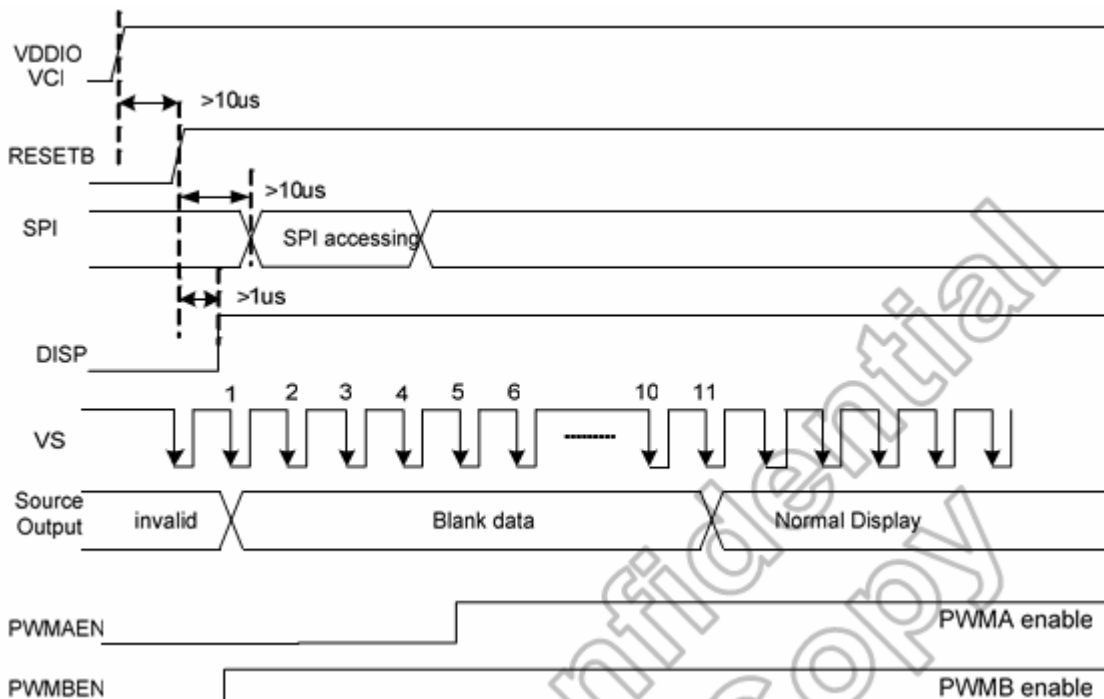 VDDIO
VCI
>10us
RESETB
>10us
SPI
SPI accessing
>1us
DISP
1 2 3 4 5 6 10 11
VS
Source
Output
invalid
Blank data
Normal Display
PWMAEN
PWMA enable
PWMBEN
PWMB enable
nfidential
Copy